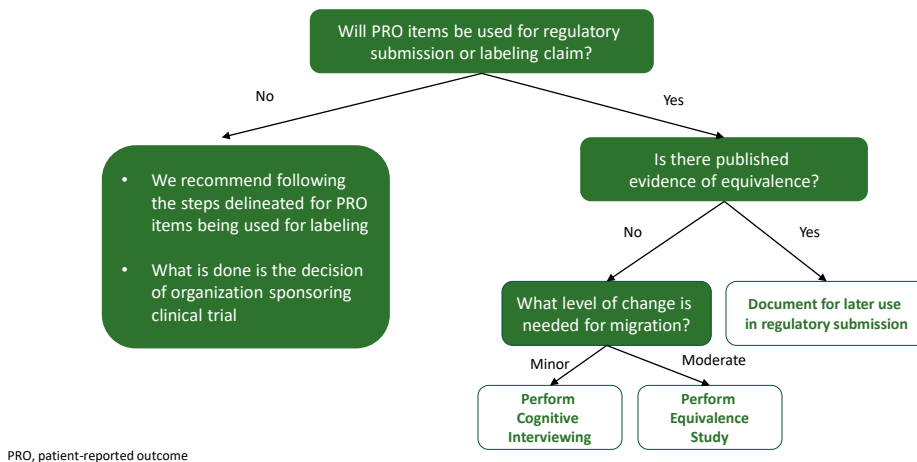 Will PRO items be used for regulatory
submission or labeling claim?
No
Yes
• We recommend following
the steps delineated for PRO
items being used for labeling
• What is done is the decision
of organization sponsoring
clinical trial
Is there published
evidence of equivalence?
No
Yes
What level of change is
needed for migration?
Document for later use
in regulatory submission
Minor
Moderate
Perform
Cognitive
Interviewing
Perform
Equivalence
Study
PRO, patient-reported outcome